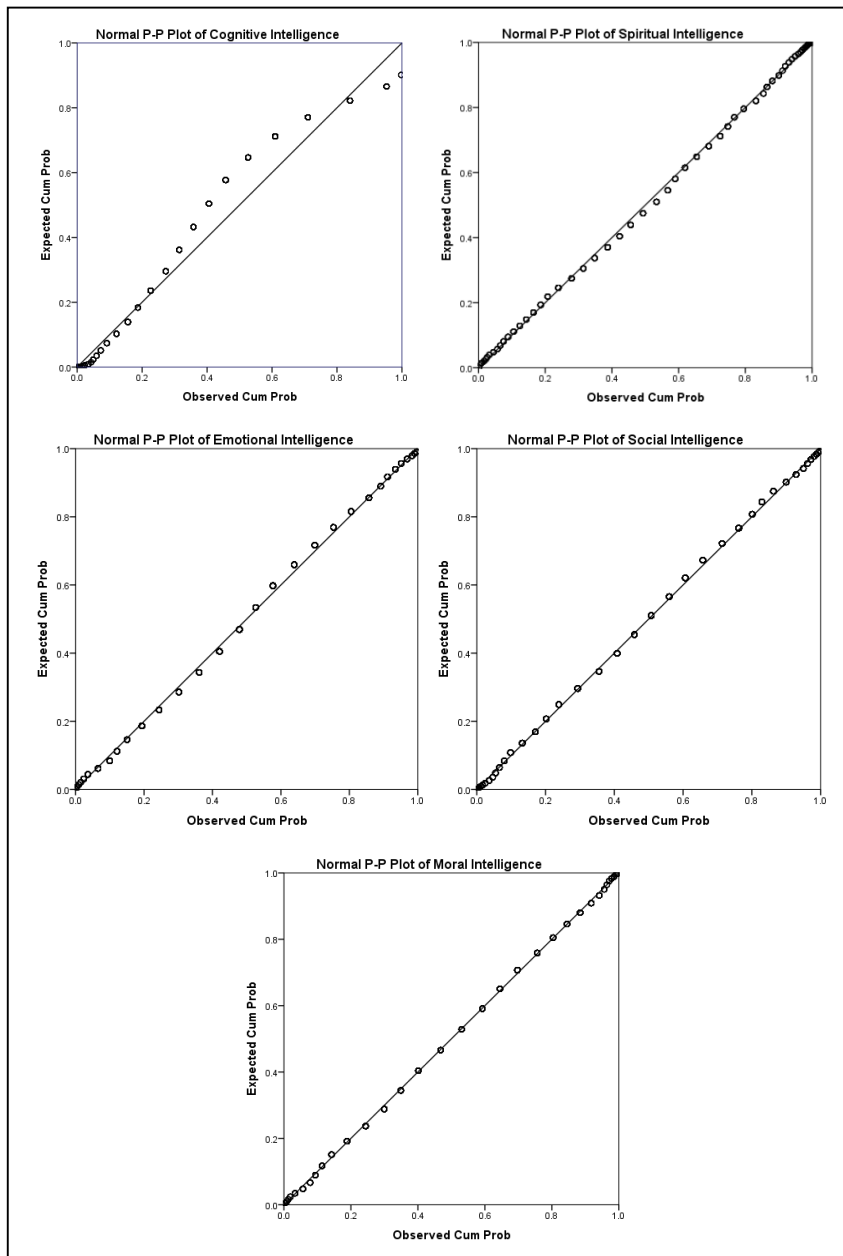 Normal P-P Plot of Cognitive Intelligence
1.0
0.8
0.6
0.4
0.2
0.0
0.0 0.2 0.4 0.6 0.8 1.0
Expected Cum Prob
Observed Cum Prob
Normal P-P Plot of Spiritual Intelligence
1.0
0.8
0.6
0.4
0.2
0.0
0.0 0.2 0.4 0.6 0.8 1.0
Expected Cum Prob
Observed Cum Prob
Normal P-P Plot of Emotional Intelligence
1.0
0.8
0.6
0.4
0.2
0.0
0.0 0.2 0.4 0.6 0.8 1.0
Expected Cum Prob
Observed Cum Prob
Normal P-P Plot of Social Intelligence
1.0
0.8
0.6
0.4
0.2
0.0
0.0 0.2 0.4 0.6 0.8 1.0
Expected Cum Prob
Observed Cum Prob
Normal P-P Plot of Moral Intelligence
1.0
0.8
0.6
0.4
0.2
0.0
0.0 0.2 0.4 0.6 0.8 1.0
Expected Cum Prob
Observed Cum Prob